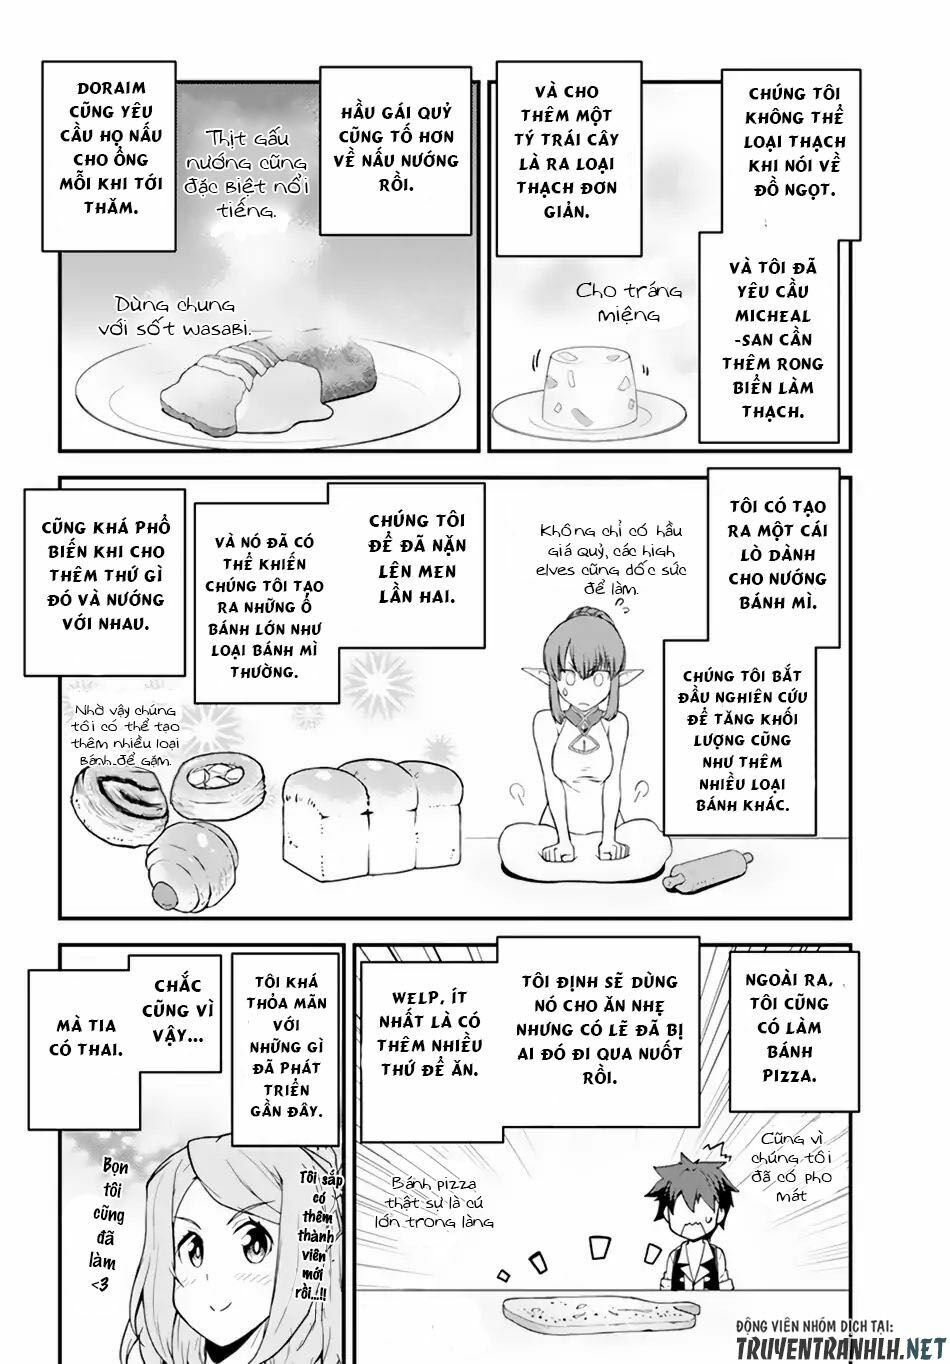 CHÚNG TÔI
KHÔNG THỂ
LOẠI THẠCH
KHI NÓI VỀ
ĐỒ NGỌT.
VÀ TÔI ĐÃ
YÊU CẦU
MICHEAL
-SAN CẦN
THÊM RONG
BIỂN LÀM
THẠCH.
VÀ CHO
THÊM MỘT
TÝ TRÁI CÂY
LÀ RA LOẠI
THẠCH ĐƠN
GIẢN.
Cho tráng
miệng
HẦU GÁI QUỶ
CŨNG TỐ HƠN
VỀ NẤU NƯỚNG
RỒI.
Thịt gấu
nướng cũng
đặc biệt nổi
tiếng.
DORAIM
CŨNG YÊU
CẦU HỌ NẤU
CHO ỔNG
MỖI KHI TỚI
THĂM.
Dùng chung
với sốt wasabi.
TÔI CÓ TẠO
RA MỘT CÁI
LÒ DÀNH
CHO NƯỚNG
BÁNH MÌ.
CHÚNG TÔI BẮT
ĐẦU NGHIÊN CỨU
ĐỂ TĂNG KHỐI
LƯỢNG CŨNG
NHƯ THÊM
NHIỀU LOẠI
BÁNH KHÁC.
Không chỉ có hầu
giá quỷ, các high
elves cũng dốc sức
để làm.
CHÚNG TÔI
ĐỂ ĐÃ NẶN
LÊN MEN
LẦN HAI.
VÀ NÓ ĐÃ CÓ
THỂ KHIẾN
CHÚNG TÔI TẠO
RA NHỮNG Ổ
BÁNH LỚN NHƯ
LOẠI BÁNH MÌ
THƯỜNG.
CŨNG KHÁ PHỔ
BIẾN KHI CHO
THÊM THỨ GÌ
ĐÓ VÀ NƯỚNG
VỚI NHAU.
Nhờ vậy chúng
tôi có thể tạo
thêm nhiều loại
bánh để gặm.
NGOÀI RA,
TÔI CŨNG
CÓ LÀM
BÁNH
PIZZA.
Cũng vì
chúng tôi
đã có pho
mát
TÔI ĐỊNH SẼ DÙNG
NÓ CHO ĂN NHẸ
NHƯNG CÓ LẼ ĐÃ BỊ
AI ĐÓ ĐI QUA NUỐT
RỒI.
WELP, ÍT
NHẤT LÀ CÓ
THÊM NHIỀU
THỨ ĐỂ ĂN.
Bánh pizza
thật sự là cú
lớn trong làng
TÔI KHÁ
THỎA MÃN
VỚI
NHỮNG GÌ
ĐÃ PHÁT
TRIỂN
GẦN ĐÂY.
CHẮC
CŨNG VÌ
VẬY...
MÀ TIA
CÓ THAI.
Tôi sắp
có
thêm
thành
viên
mới
rồi...!!
Bọn
tôi
cũng
đã
làm
<3
ĐỘNG VIÊN NHÓM DỊCH TẠI:
TRUYENTRANHLH.NET